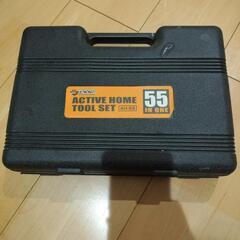 ACTIVE HOME
TOOL SET
55
IN ONE